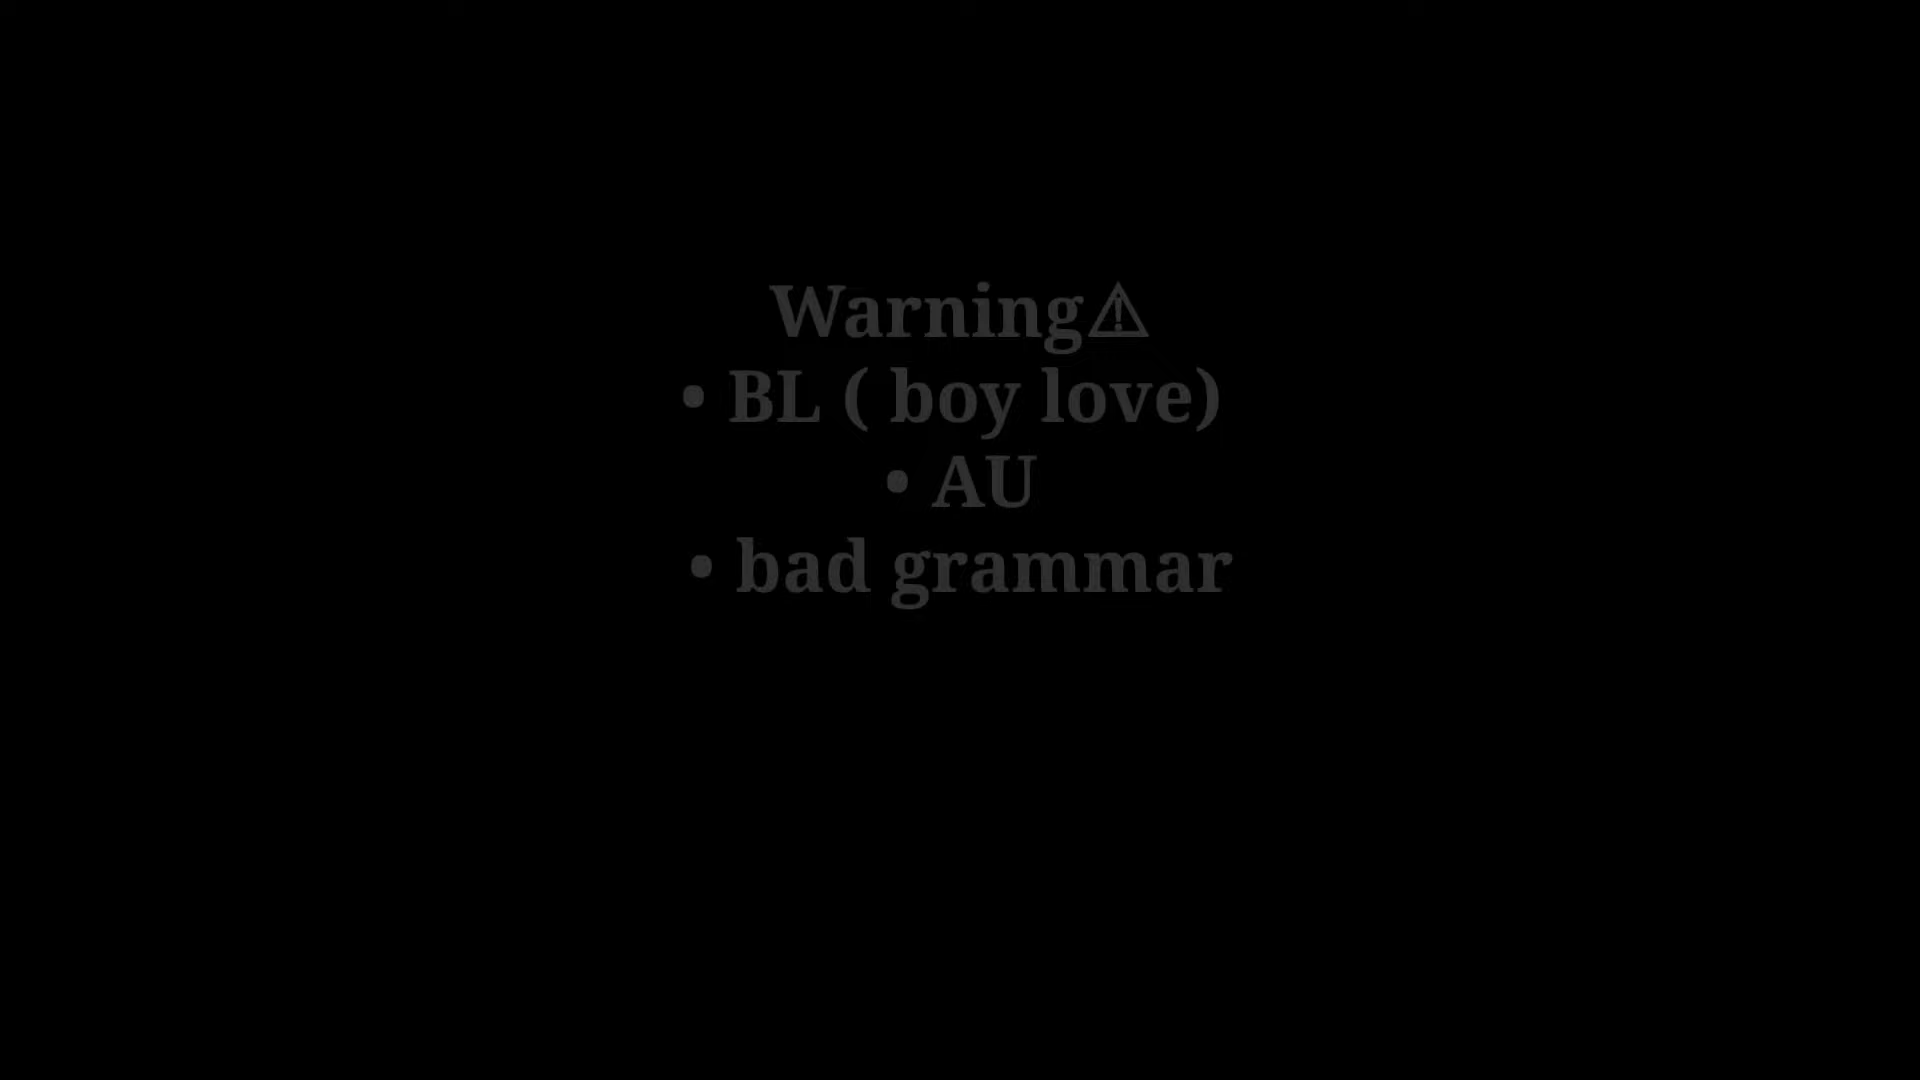 Warning⚠
• BL ( boy love)
• AU
• bad grammar